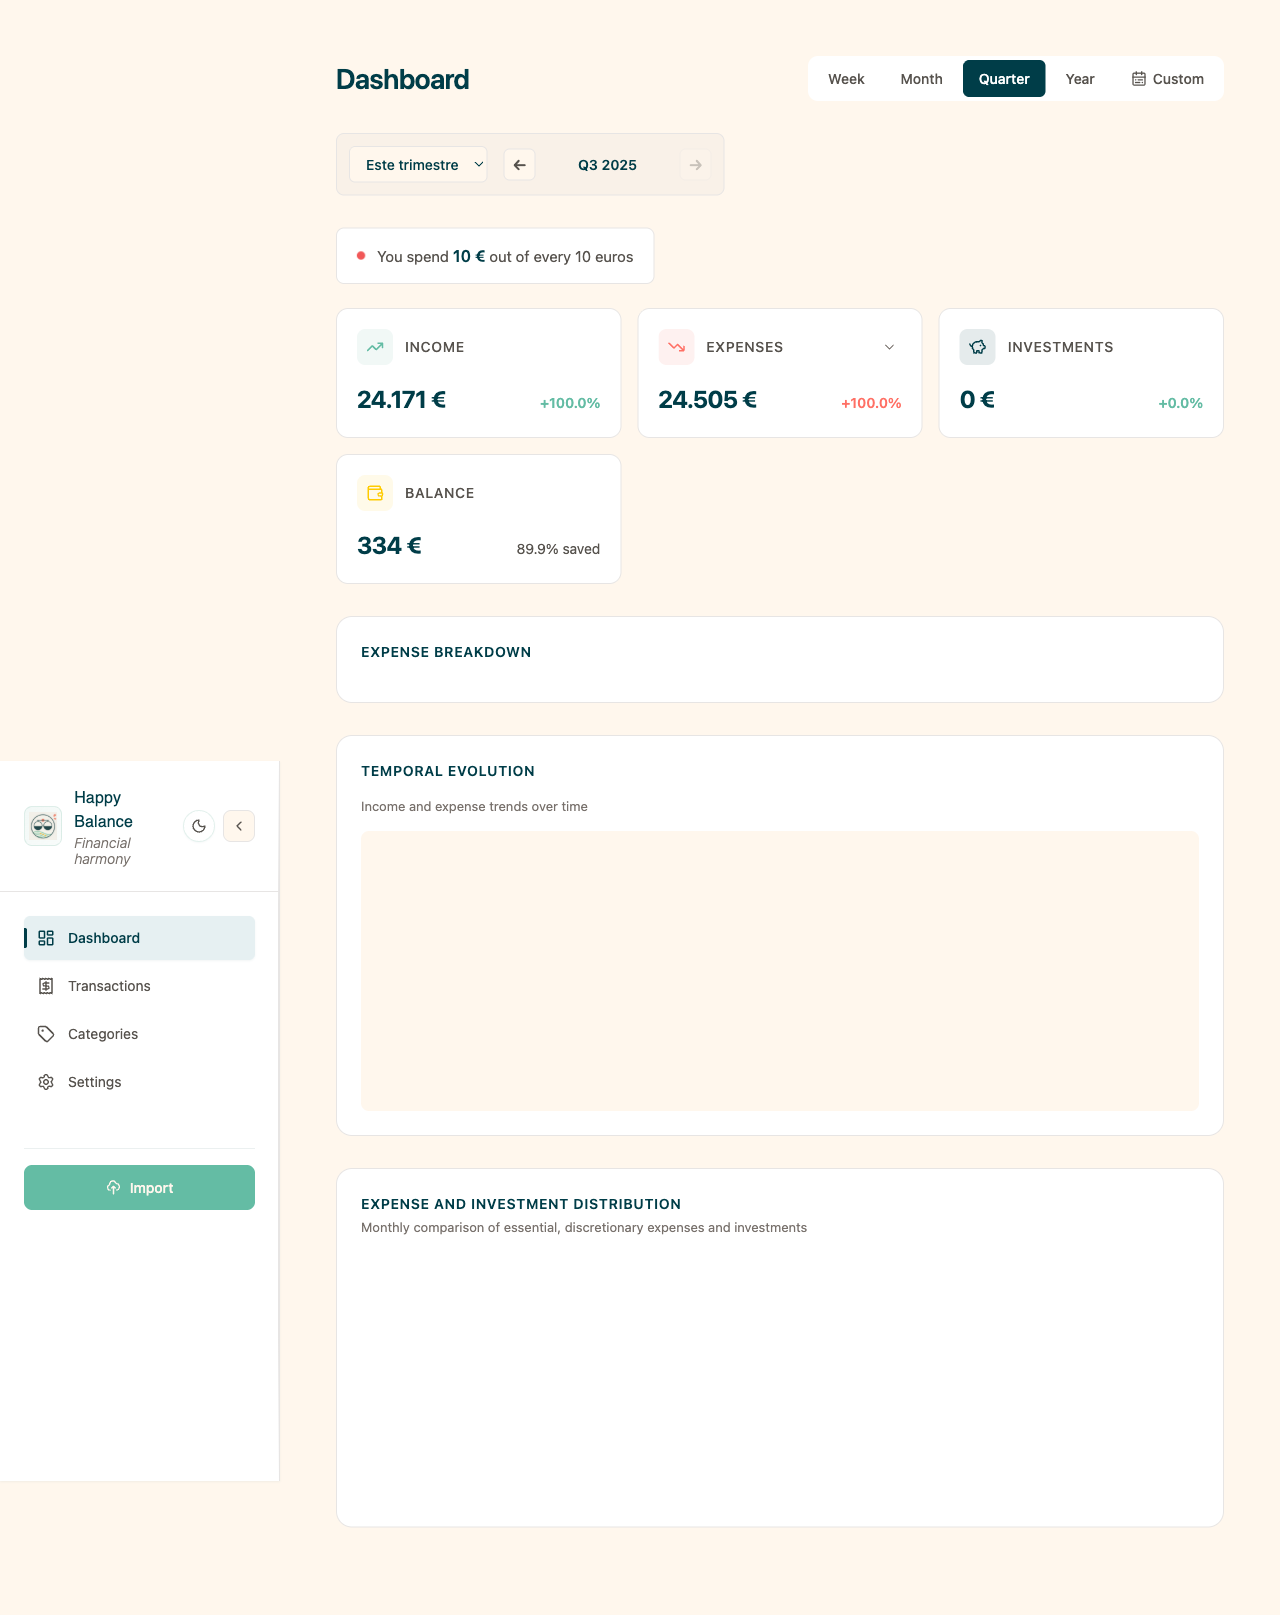 Dashboard
Week
Month
Quarter
Year
Custom
Este trimestre
Q3 2025
You spend 10 € out of every 10 euros
INCOME
24.171 €
+100.0%
EXPENSES
24.505 €
+100.0%
INVESTMENTS
0 €
+0.0%
BALANCE
334 €
89.9% saved
EXPENSE BREAKDOWN
TEMPORAL EVOLUTION
Income and expense trends over time
EXPENSE AND INVESTMENT DISTRIBUTION
Monthly comparison of essential, discretionary expenses and investments
Happy
Balance
Financial
harmony
Dashboard
Transactions
Categories
Settings
Import